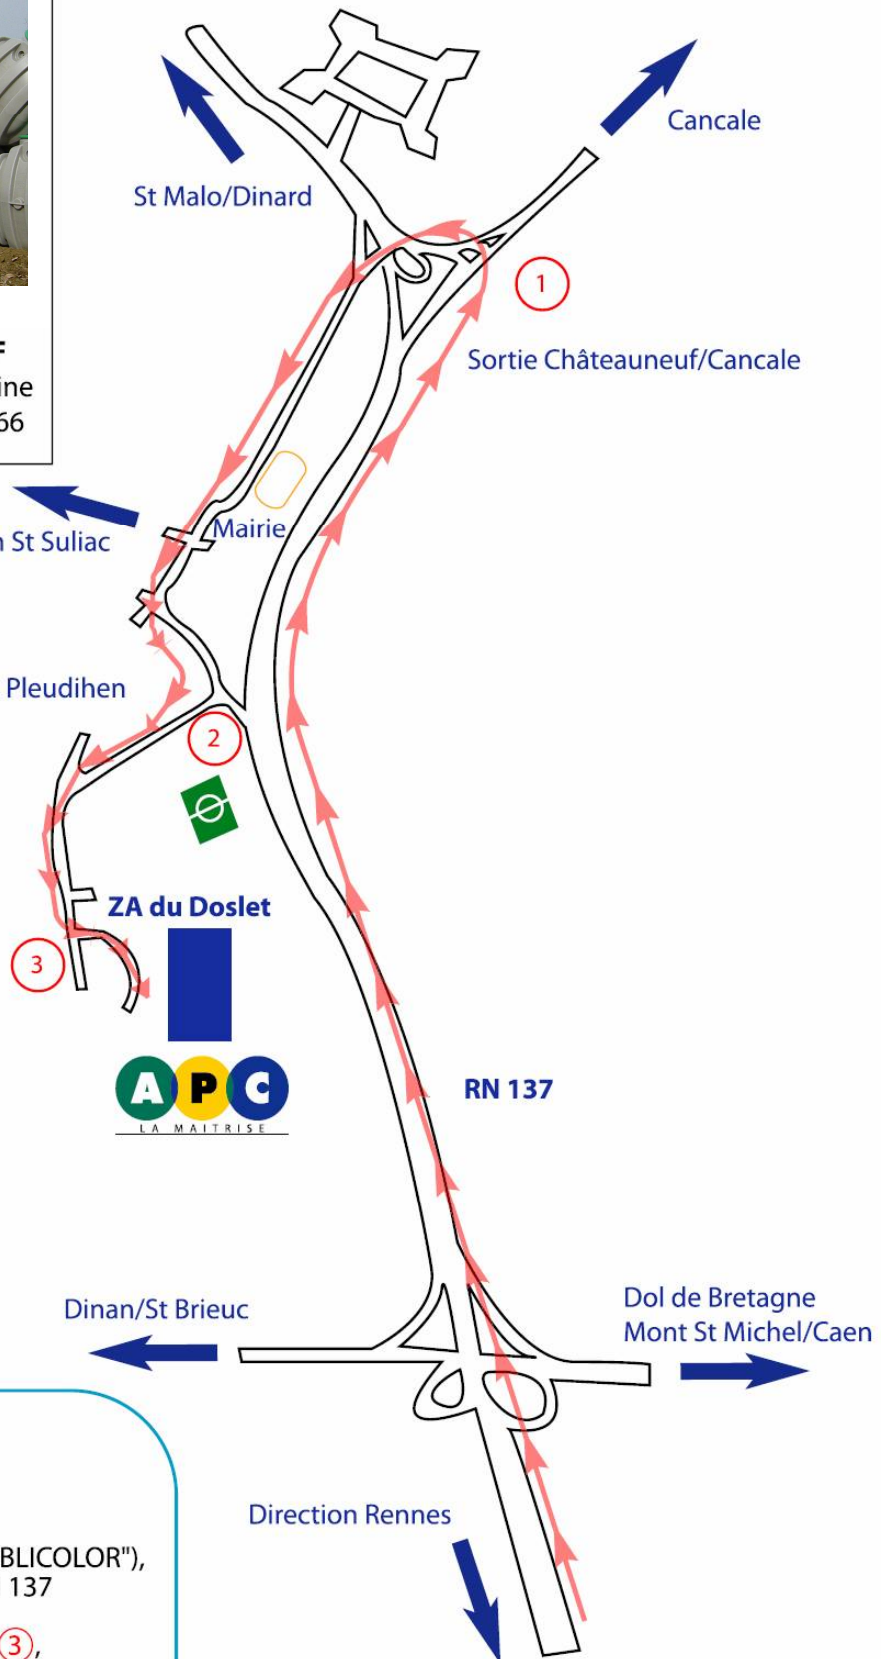 ine
66
St Malo/Dinard
Cancale
1
Sortie Châteauneuf/Cancale
St Suliac
Mairie
Pleudihen
2
ZA du Doslet
3
APC
LA MAITRISE
RN 137
Dinan/St Brieuc
Dol de Bretagne
Mont St Michel/Caen
Direction Rennes
BLICOLOR"),
137
3,